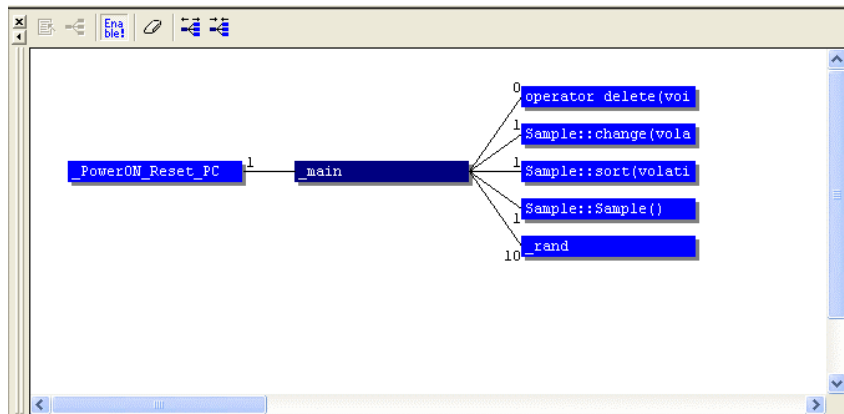 Ena
ble!
0
operator delete(voi
1
Sample::change(vola
_PowerON_Reset_PC
1
_main
1
Sample::sort(volati
Sample::Sample()
1
_rand
10